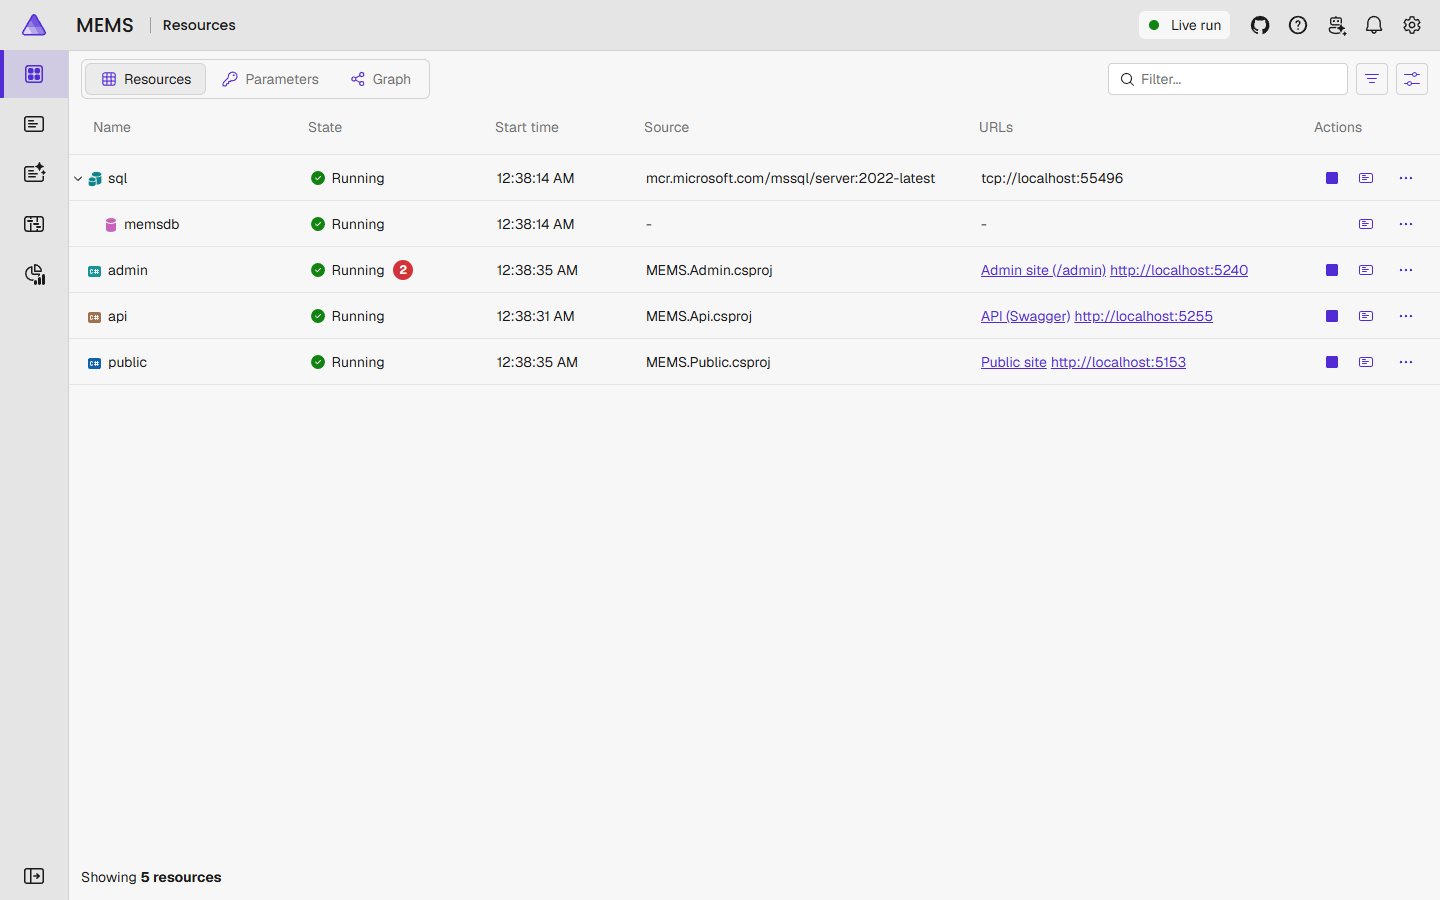 MEMS Resources Live run
Resources Parameters Graph Filter...
Name State Start time Source URLs Actions
sql Running 12:38:14 AM mcr.microsoft.com/mssql/server:2022-latest tcp://localhost:55496
memsdb Running 12:38:14 AM - -
C# admin Running 2 12:38:35 AM MEMS.Admin.csproj Admin site (/admin) http://localhost:5240
C# api Running 12:38:31 AM MEMS.Api.csproj API (Swagger) http://localhost:5255
C# public Running 12:38:35 AM MEMS.Public.csproj Public site http://localhost:5153
Showing 5 resources